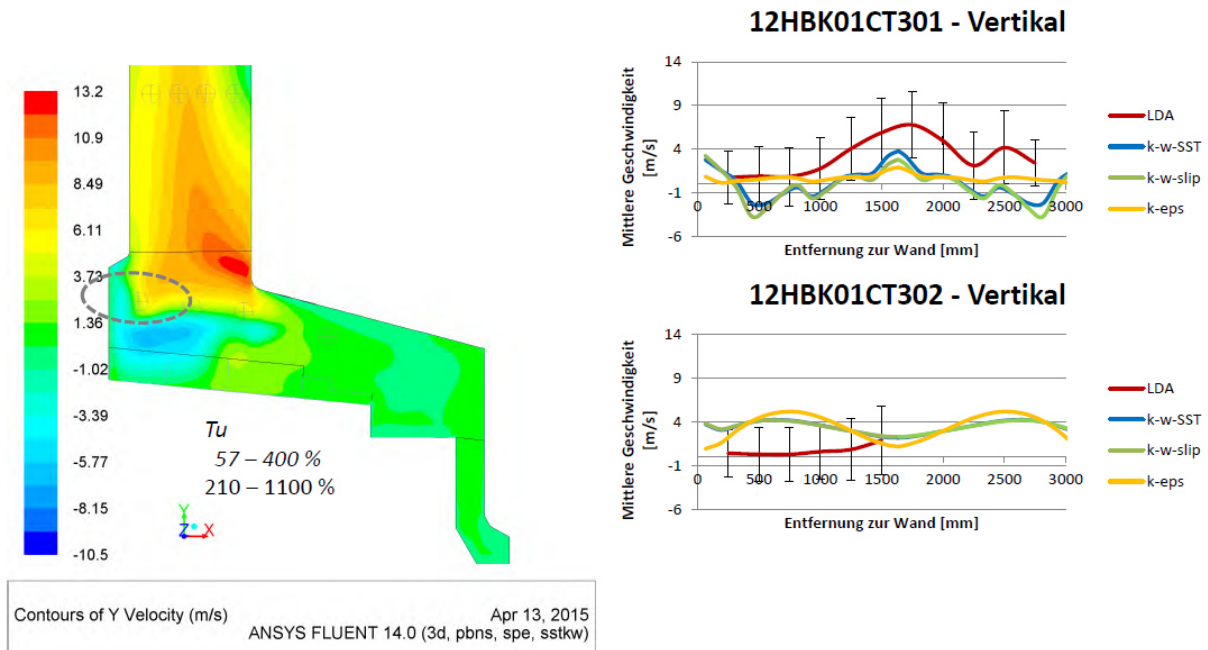 13.2
10.9
8.49
6.11
3.73
1.36
-1.02
-3.39
-5.77
-8.15
-10.5
Tu
57 – 400 %
210 – 1100 %
Y
Z
X
Contours of Y Velocity (m/s)
Apr 13, 2015
ANSYS FLUENT 14.0 (3d, pbns, spe, sstkw)
12HBK01CT301 - Vertikal
Mittlere Geschwindigkeit
[m/s]
14
9
4
-1
-6
0
500
1000
1500
2000
2500
3000
Entfernung zur Wand [mm]
LDA
k-w-SST
k-w-slip
k-eps
12HBK01CT302 - Vertikal
Mittlere Geschwindigkeit
[m/s]
14
9
4
-1
-6
0
500
1000
1500
2000
2500
3000
Entfernung zur Wand [mm]
LDA
k-w-SST
k-w-slip
k-eps